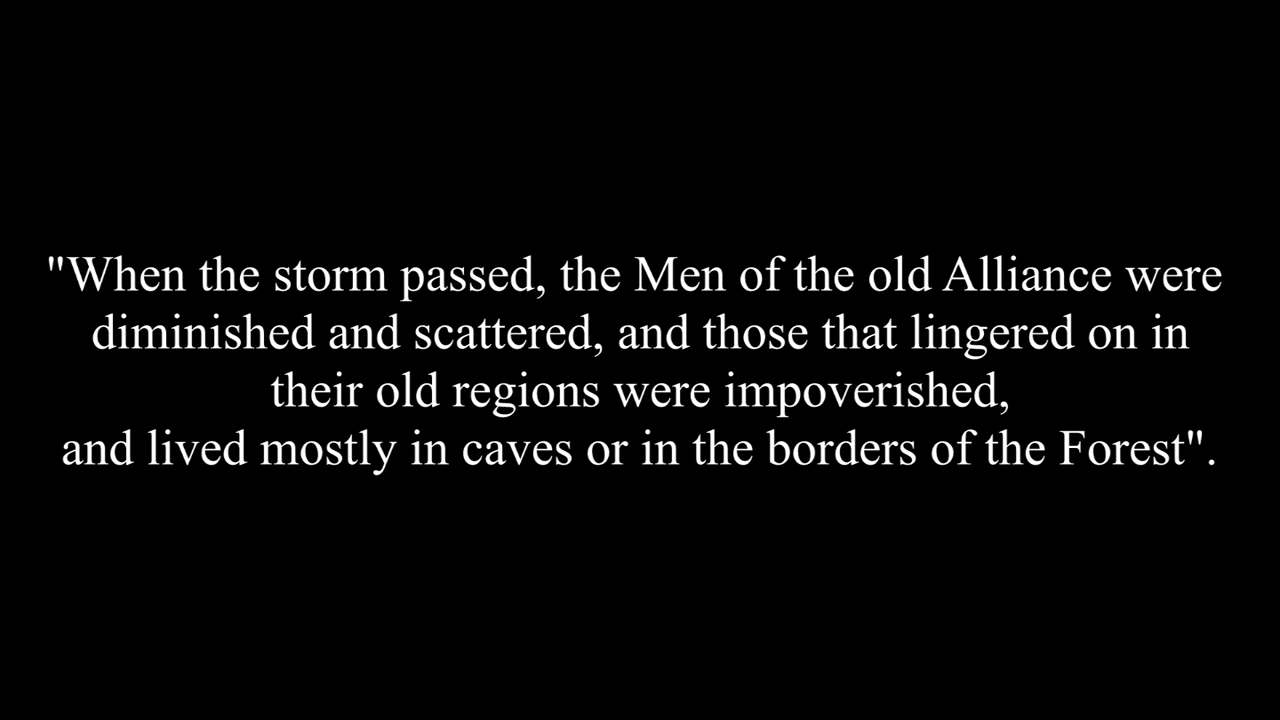 "When the storm passed, the Men of the old Alliance were
diminished and scattered, and those that lingered on in
their old regions were impoverished,
and lived mostly in caves or in the borders of the Forest".